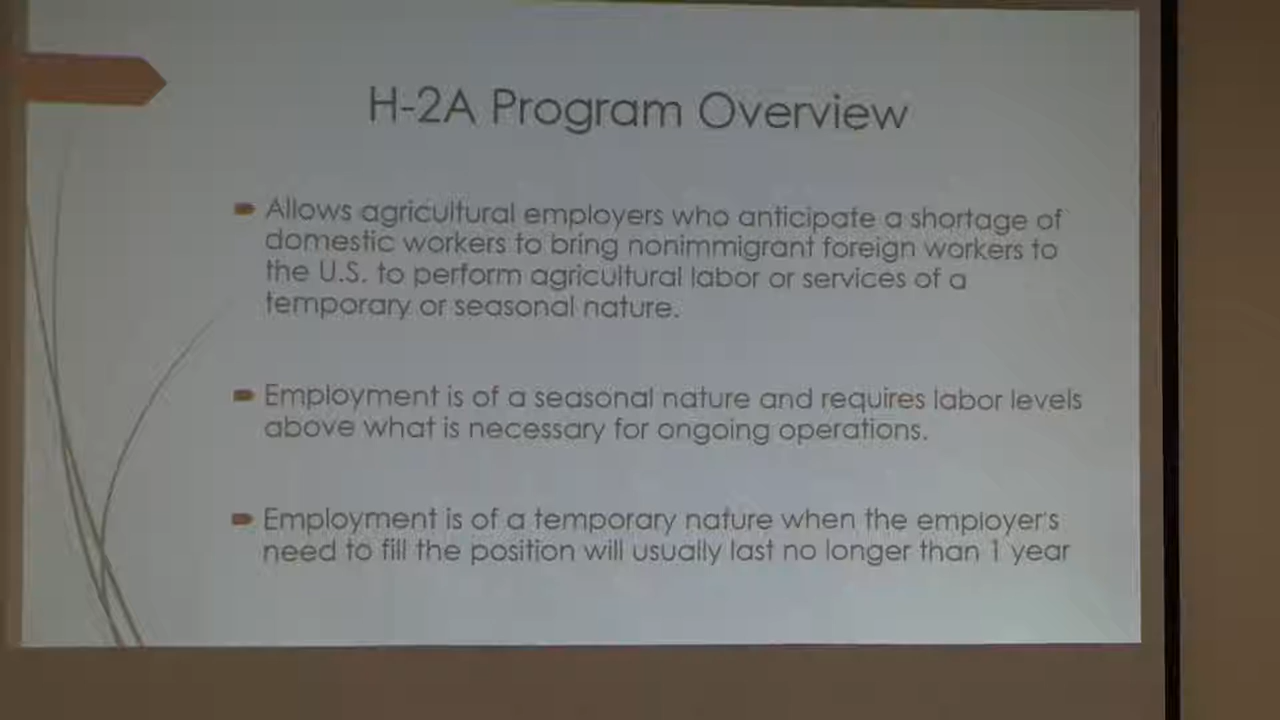 H-2A Program Overview
Allows agricultural employers who anticipate a shortage of
domestic workers to bring nonimmigrant foreign workers to
the U.S. to perform agricultural labor or services of a
temporary or seasonal nature.
Employment is of a seasonal nature and requires labor levels
above what is necessary for ongoing operations.
Employment is of a temporary nature when the employer's
need to fill the position will usually last no longer than 1 year